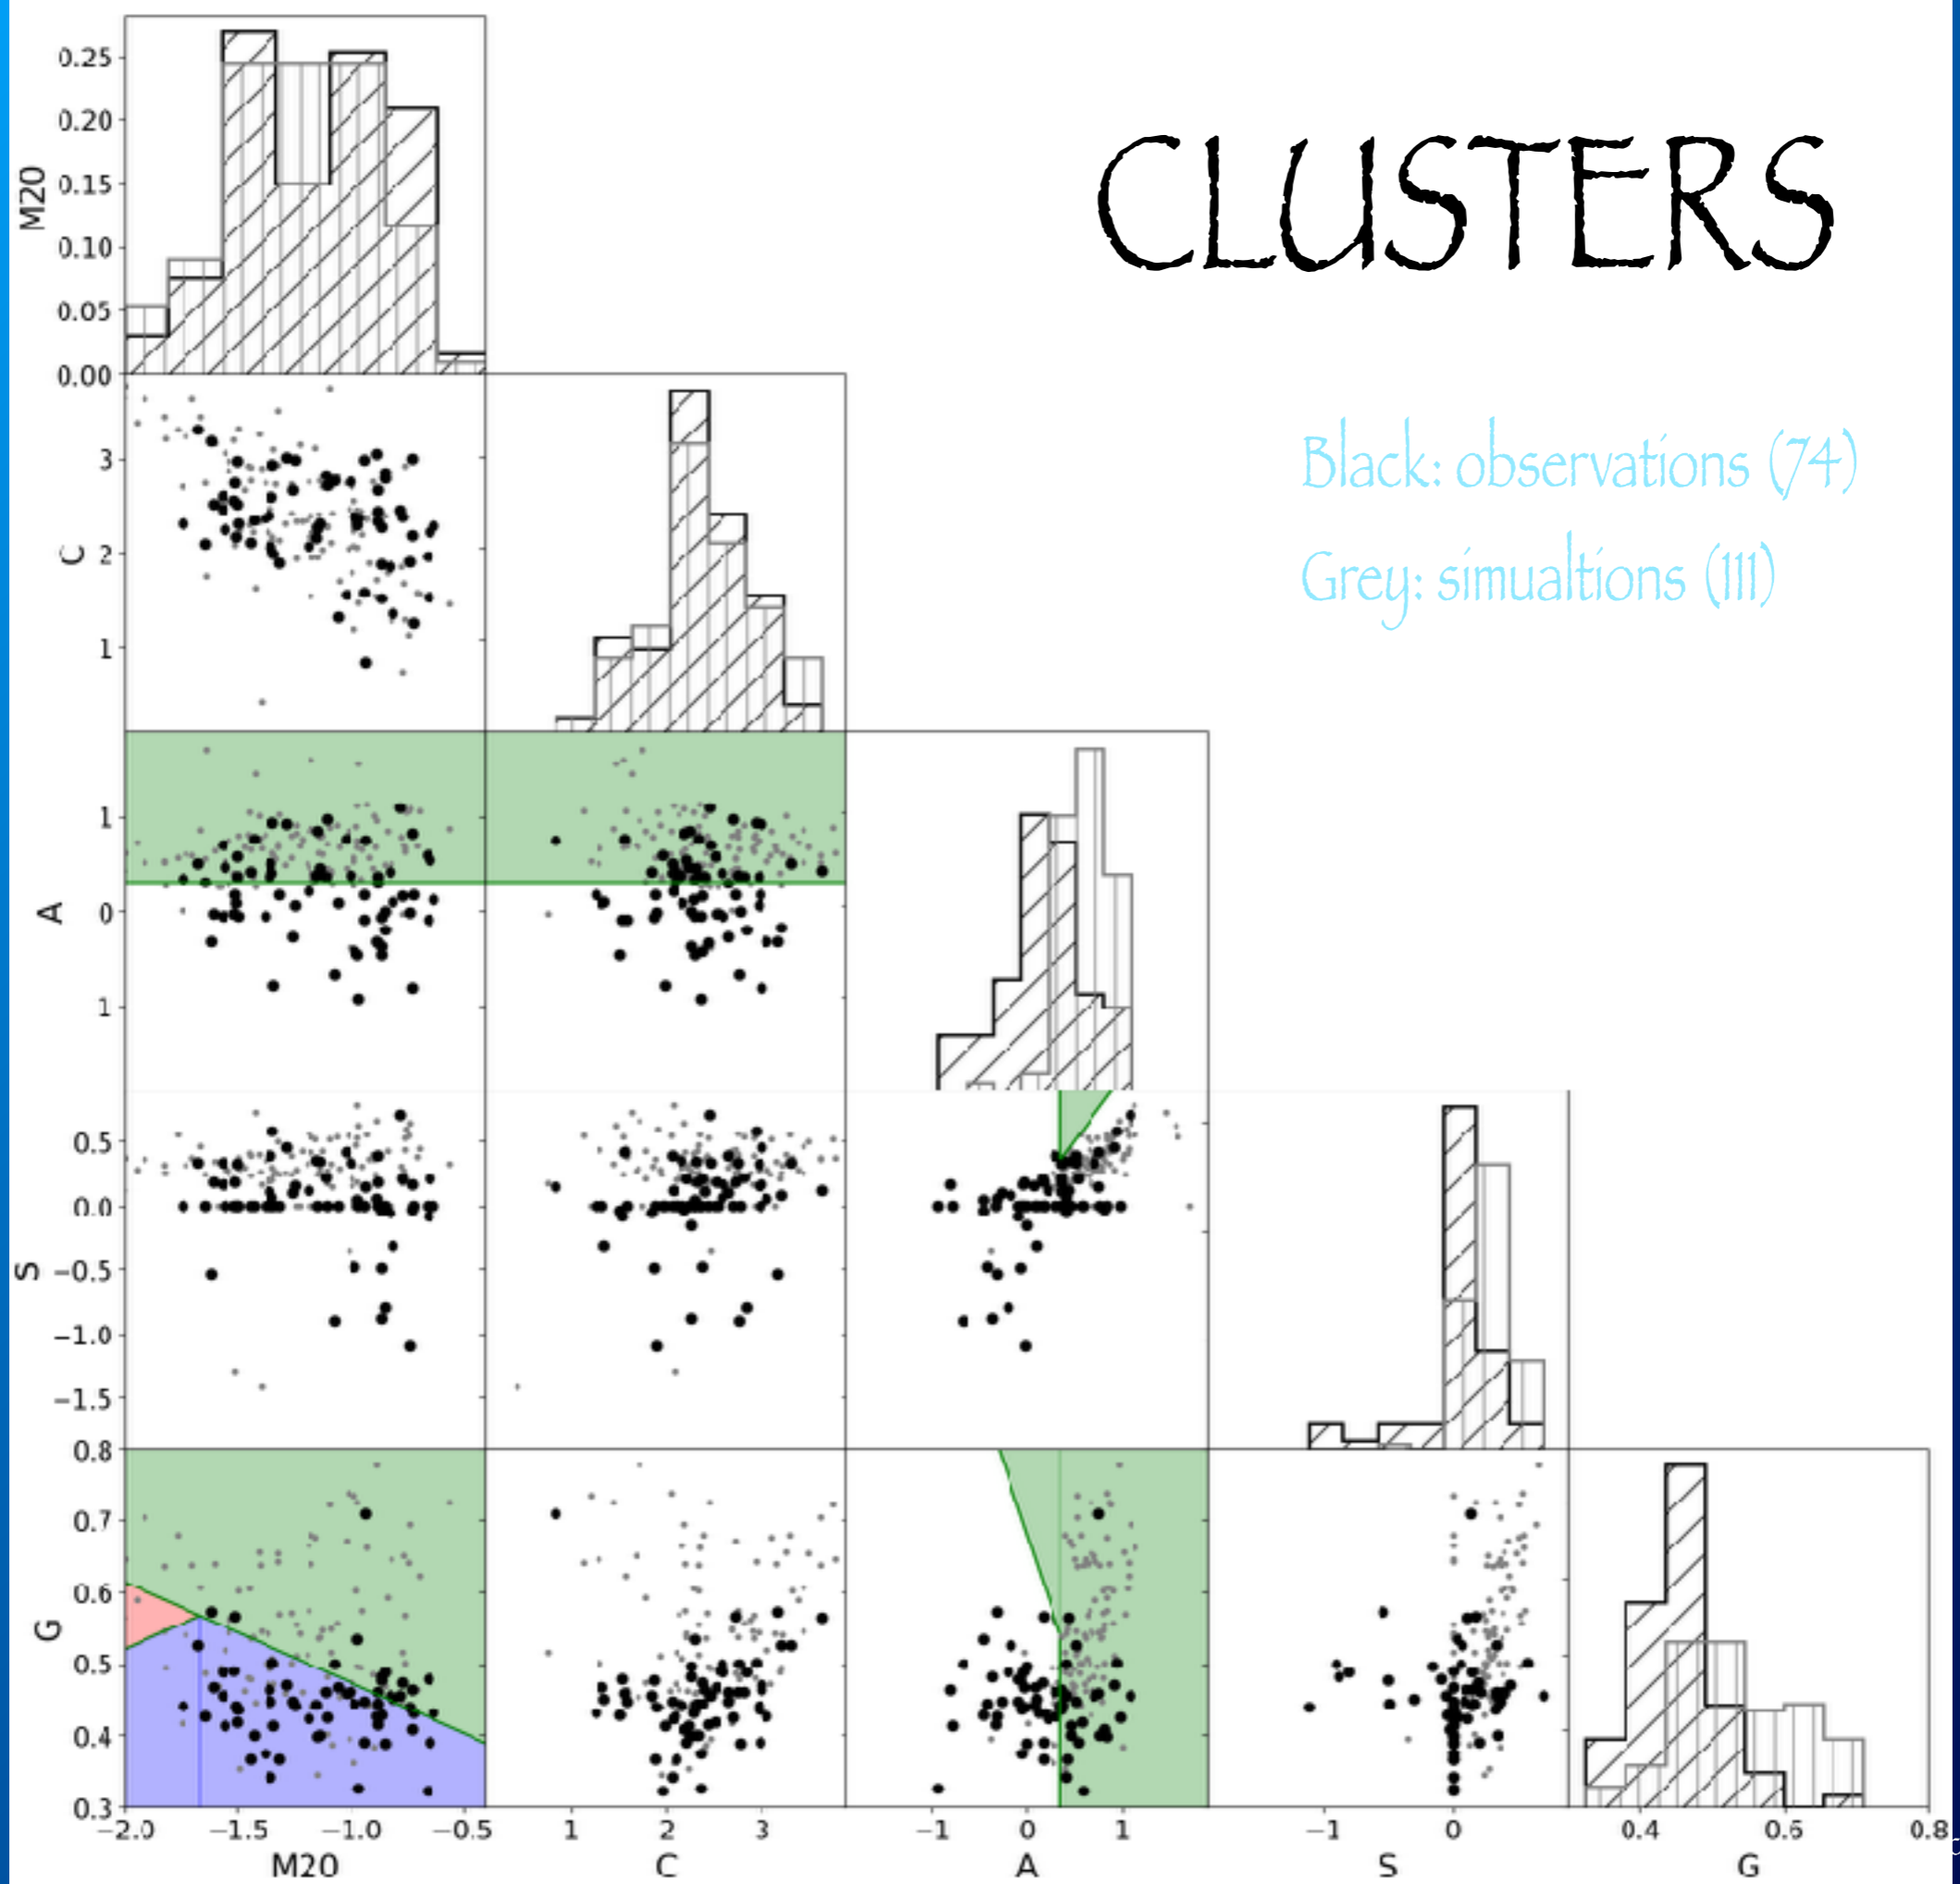 CLUSTERS
Black: observations (74)
Grey: simualtions (111)
M20
0.25
0.20
0.15
0.10
0.05
0.00
C
3
2
1
A
1
0
1
S
0.5
0.0
−0.5
−1.0
−1.5
G
0.8
0.7
0.6
0.5
0.4
0.3
−2.0 −1.5 −1.0 −0.5 1 2 3 −1 0 1 −1 0 0.4 0.6 0.8
M20 C A S G